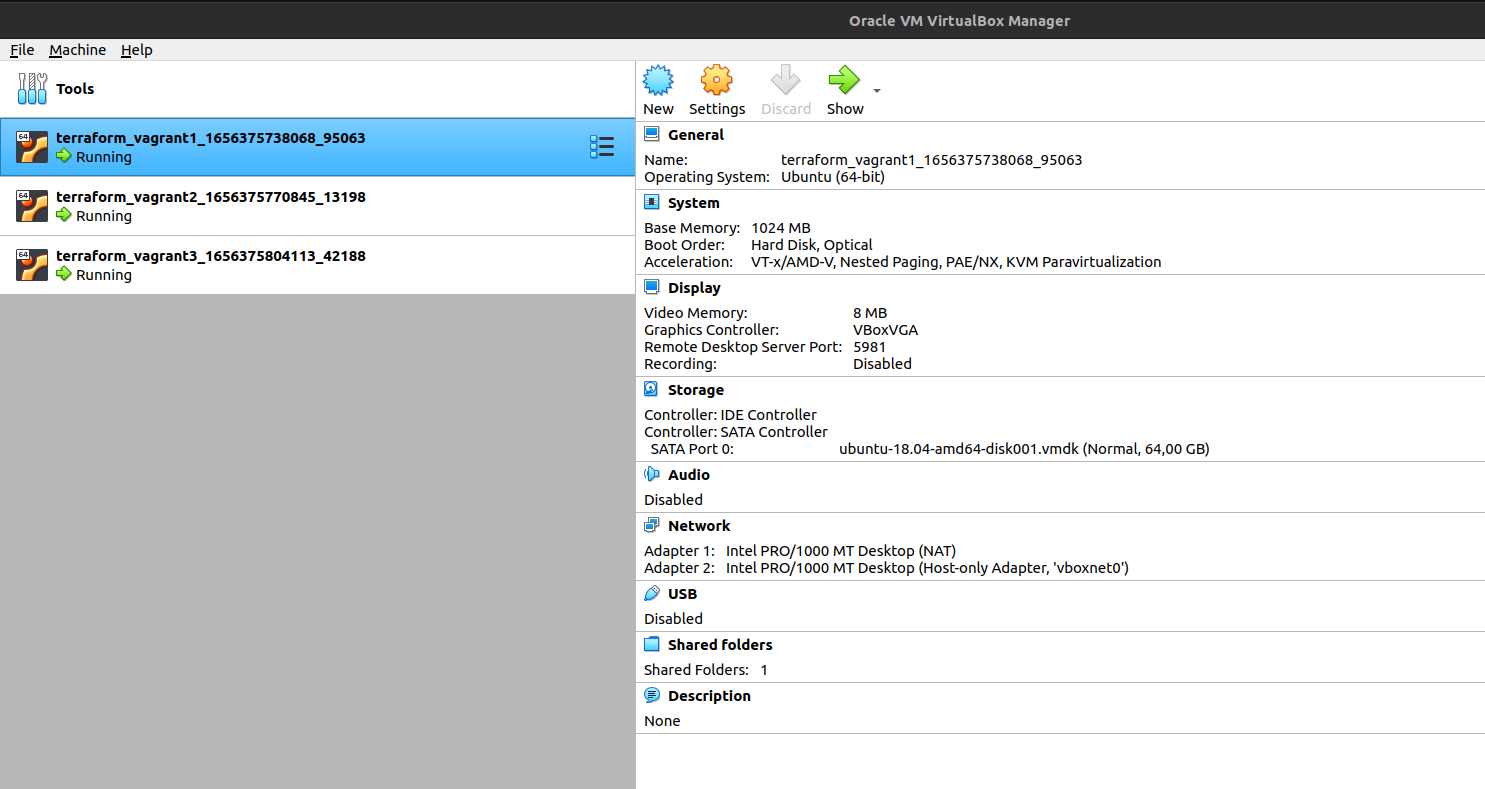 Oracle VM VirtualBox Manager
File Machine Help
Tools
64
terraform_vagrant1_1656375738068_95063
Running
64
terraform_vagrant2_1656375770845_13198
Running
64
terraform_vagrant3_1656375804113_42188
Running
New Settings Discard Show
General
Name: terraform_vagrant1_1656375738068_95063
Operating System: Ubuntu (64-bit)
System
Base Memory: 1024 MB
Boot Order: Hard Disk, Optical
Acceleration: VT-x/AMD-V, Nested Paging, PAE/NX, KVM Paravirtualization
Display
Video Memory: 8 MB
Graphics Controller: VBoxVGA
Remote Desktop Server Port: 5981
Recording: Disabled
Storage
Controller: IDE Controller
Controller: SATA Controller
SATA Port 0: ubuntu-18.04-amd64-disk001.vmdk (Normal, 64,00 GB)
Audio
Disabled
Network
Adapter 1: Intel PRO/1000 MT Desktop (NAT)
Adapter 2: Intel PRO/1000 MT Desktop (Host-only Adapter, 'vboxnet0')
USB
Disabled
Shared folders
Shared Folders: 1
Description
None